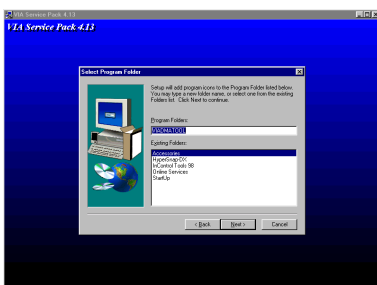 VIA Service Pack 4.13
VIA Service Pack 4.13
Select Program Folder
Setup will add program icons to the Program Folder listed below.
You may type a new folder name, or select one from the existing
Folders list. Click Next to continue.
Program Folders:
VIADMATOOL
Existing Folders:
Accessories
HyperSnap-DX
InControl Tools 98
Online Services
StartUp
< Back
Next >
Cancel